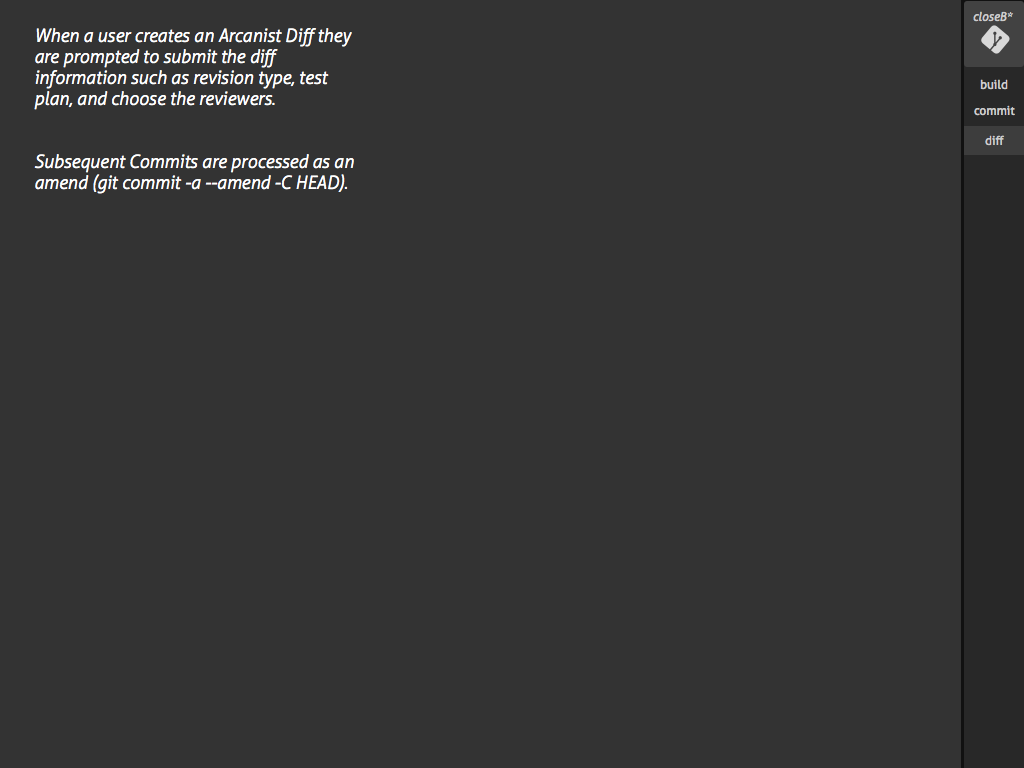 When a user creates an Arcanist Diff they
are prompted to submit the diff
information such as revision type, test
plan, and choose the reviewers.
Subsequent Commits are processed as an
amend (git commit -a --amend -C HEAD).
closeB*
build
commit
diff